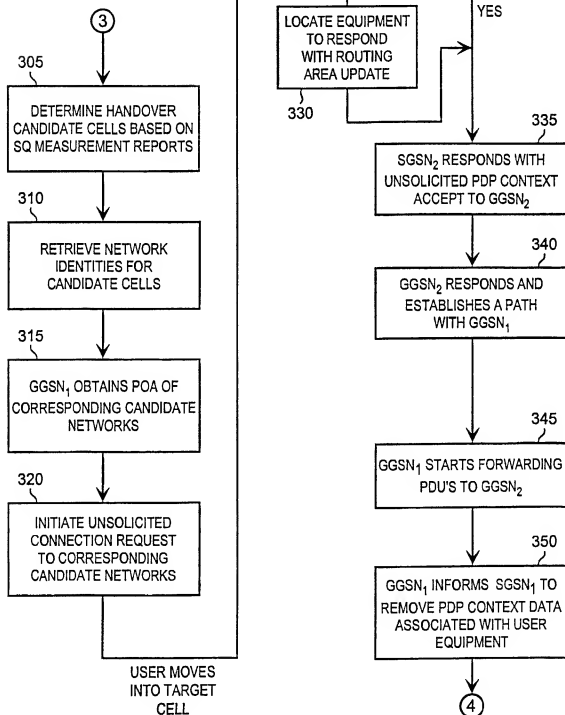 3
305
DETERMINE HANDOVER
CANDIDATE CELLS BASED ON
SQ MEASUREMENT REPORTS
310
RETRIEVE NETWORK
IDENTITIES FOR
CANDIDATE CELLS
315
GGSN₁ OBTAINS POA OF
CORRESPONDING CANDIDATE
NETWORKS
320
INITIATE UNSOLICITED
CONNECTION REQUEST
TO CORRESPONDING
CANDIDATE NETWORKS
USER MOVES
INTO TARGET
CELL
LOCATE EQUIPMENT
TO RESPOND
WITH ROUTING
AREA UPDATE
330
YES
335
SGSN₂ RESPONDS WITH
UNSOLICITED PDP CONTEXT
ACCEPT TO GGSN₂
340
GGSN₂ RESPONDS AND
ESTABLISHES A PATH
WITH GGSN₁
345
GGSN₁ STARTS FORWARDING
PDU'S TO GGSN₂
350
GGSN₁ INFORMS SGSN₁ TO
REMOVE PDP CONTEXT DATA
ASSOCIATED WITH USER
EQUIPMENT
4